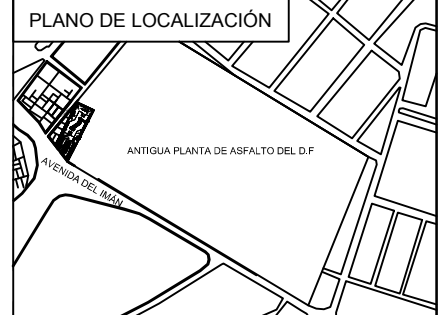 PLANO DE LOCALIZACIÓN
ANTIGUA PLANTA DE ASFALTO DEL D.F
AVENIDA DEL IMÁN